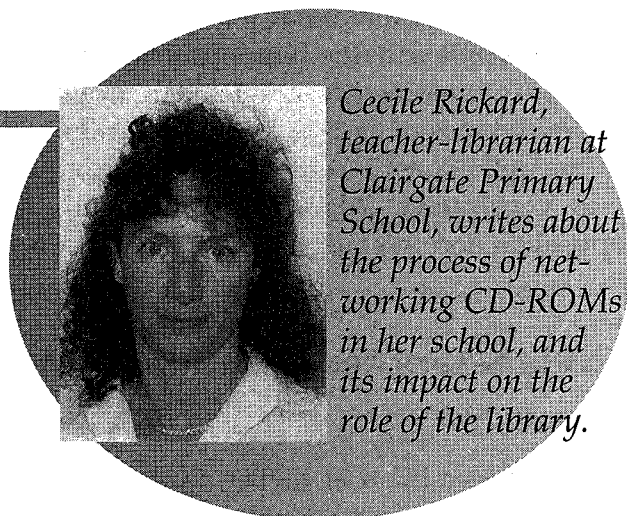 Cecile Rickard,
teacher-librarian at
Clairgate Primary
School, writes about
the process of net-
working CD-ROMs
in her school, and
its impact on the
role of the library.